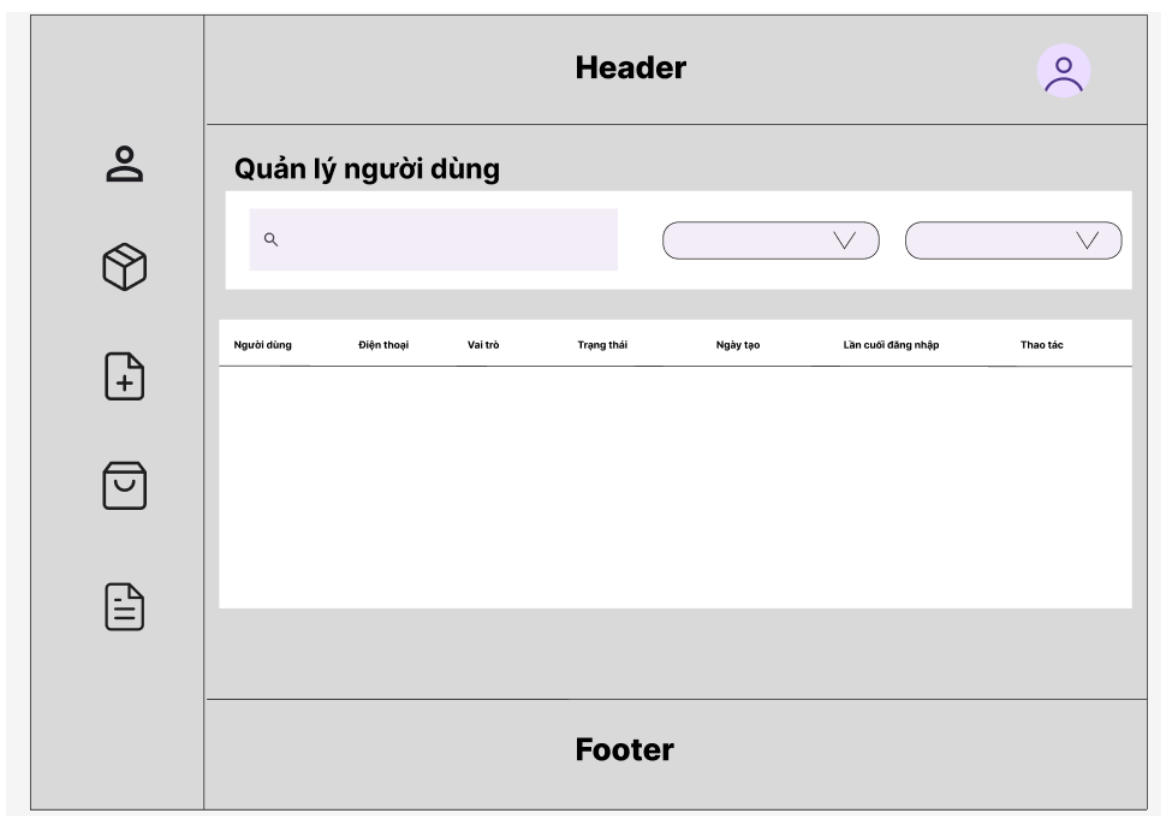 Header
Quản lý người dùng
Người dùng Điện thoại Vai trò Trạng thái Ngày tạo Lần cuối đăng nhập Thao tác
Footer